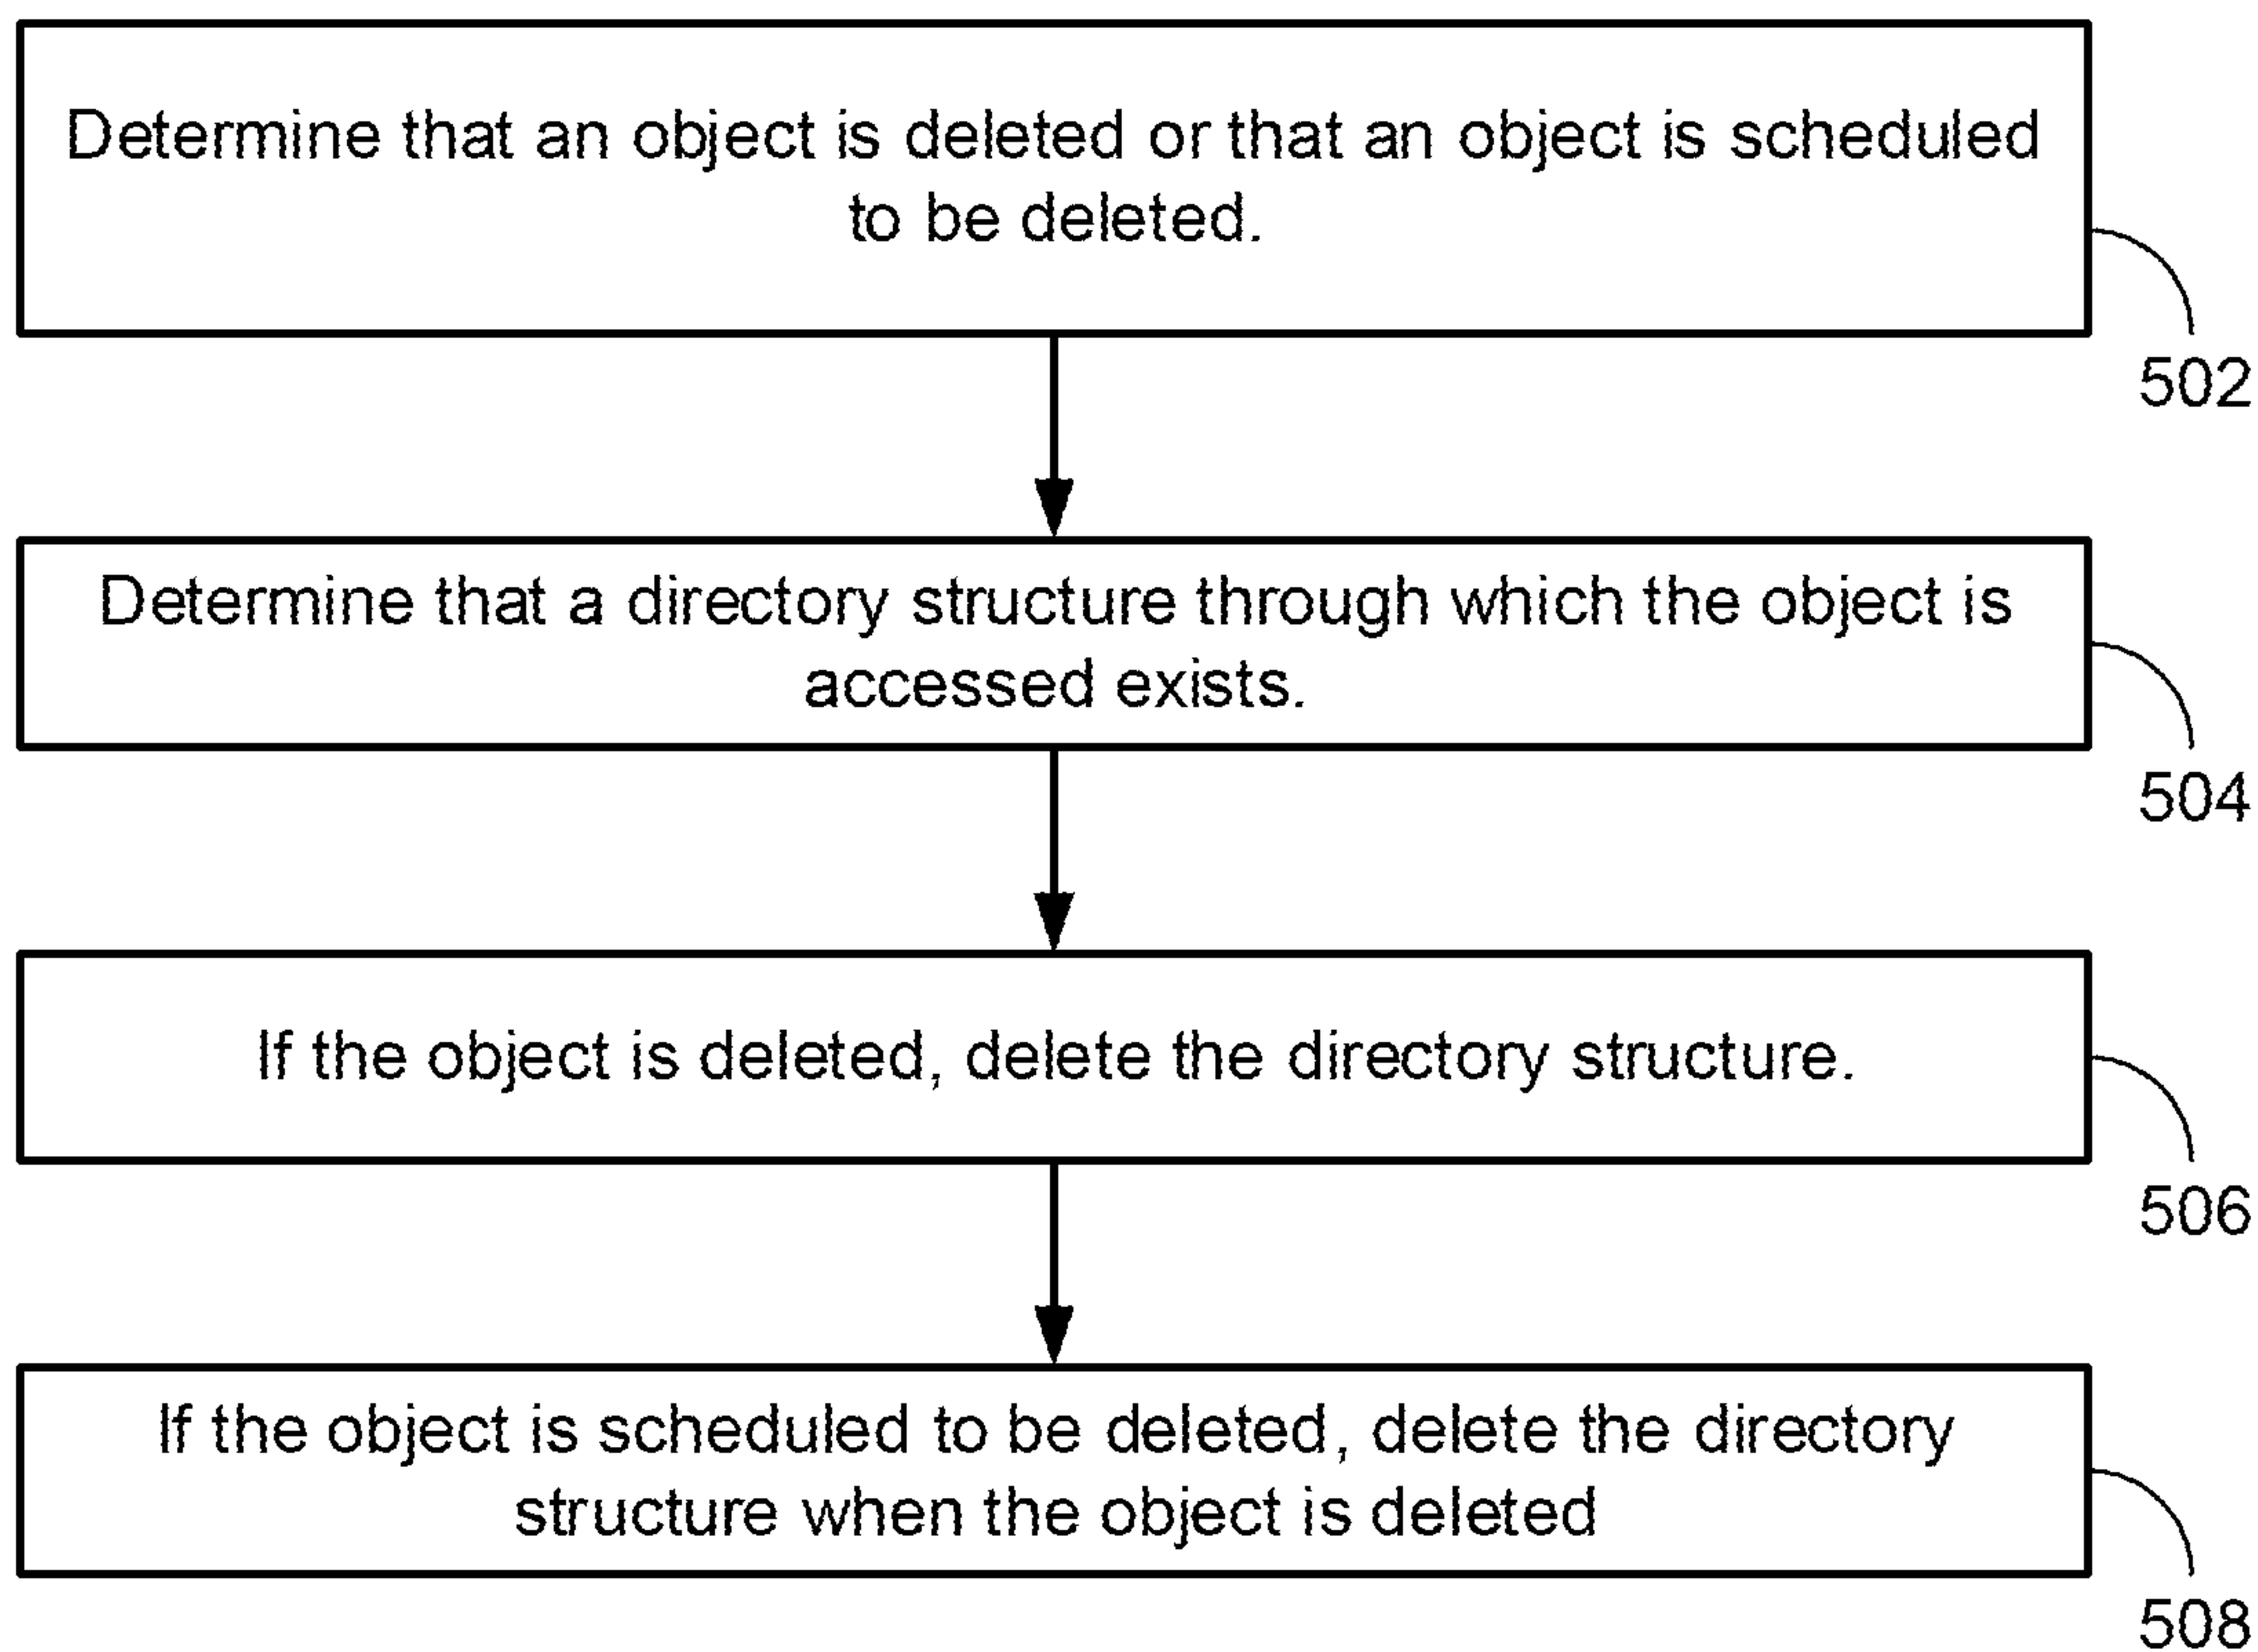 Determine that an object is deleted or that an object is scheduled
to be deleted.
502
Determine that a directory structure through which the object is
accessed exists.
504
If the object is deleted, delete the directory structure.
506
If the object is scheduled to be deleted, delete the directory
structure when the object is deleted
508